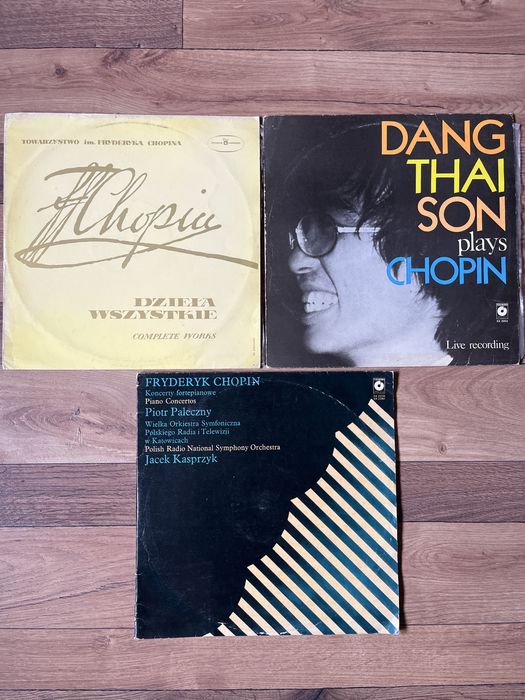 TOWARZYSTWO im. FRYDERYKA CHOPINA
Chopin
DZIEŁA
WSZYSTKIE
COMPLETE WORKS
DANG
THAI
SON
plays
CHOPIN
Live recording
FRYDERYK CHOPIN
Koncerty fortepianowe
Piano Concertos
Piotr Paleczny
Wielka Orkiestra Symfoniczna
Polskiego Radia i Telewizji
w Katowicach
Polish Radio National Symphony Orchestra
Jacek Kasprzyk